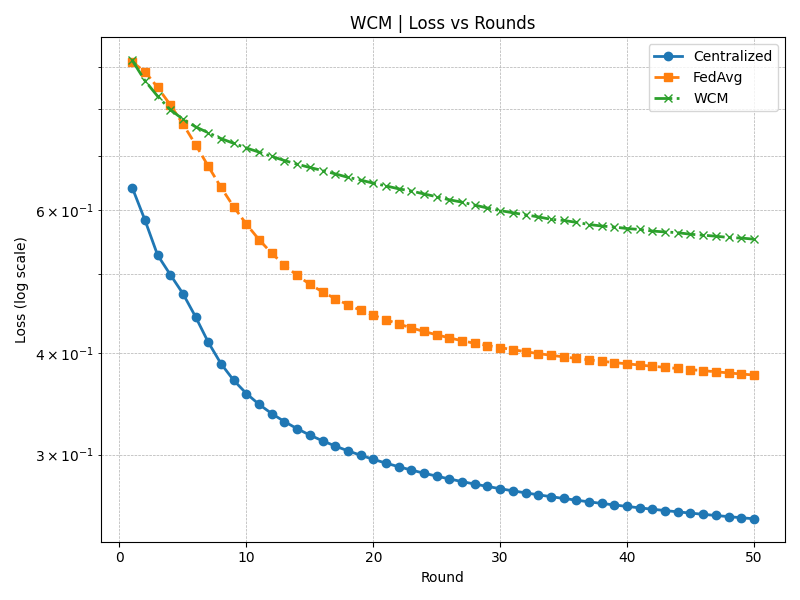 WCM | Loss vs Rounds
Centralized
FedAvg
WCM
Loss (log scale)
6 × 10⁻¹
4 × 10⁻¹
3 × 10⁻¹
0 10 20 30 40 50
Round